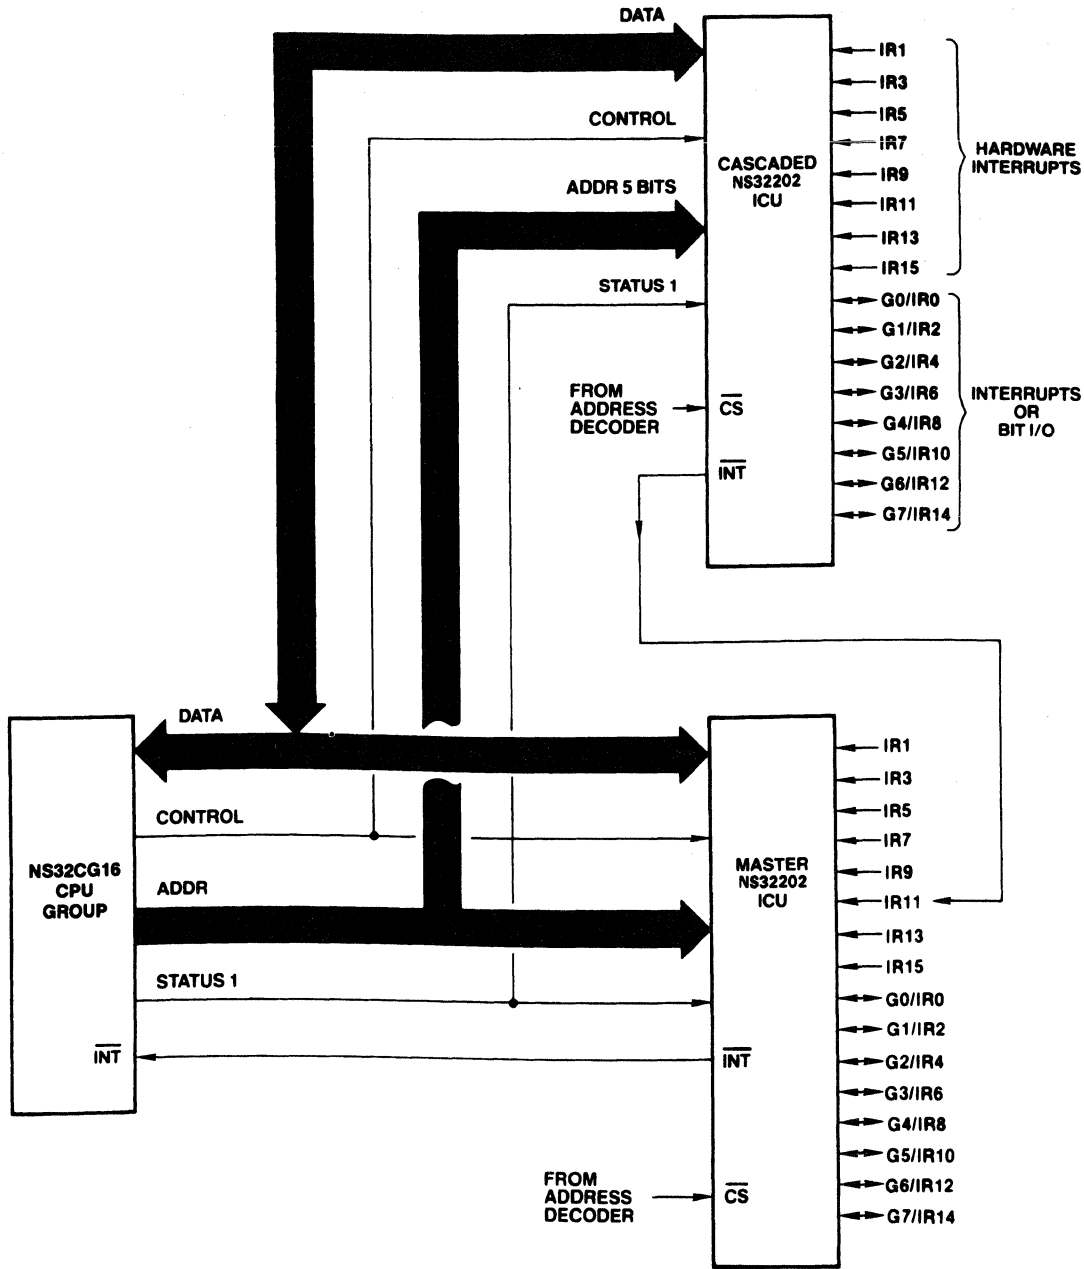 DATA
CONTROL
ADDR 5 BITS
STATUS 1
FROM
ADDRESS
DECODER
CASCADED
NS32202
ICU
CS
INT
IR1
IR3
IR5
IR7
IR9
IR11
IR13
IR15
G0/IR0
G1/IR2
G2/IR4
G3/IR6
G4/IR8
G5/IR10
G6/IR12
G7/IR14
HARDWARE
INTERRUPTS
INTERRUPTS
OR
BIT I/O
NS32CG16
CPU
GROUP
INT
DATA
CONTROL
ADDR
STATUS 1
FROM
ADDRESS
DECODER
MASTER
NS32202
ICU
INT
CS
IR1
IR3
IR5
IR7
IR9
IR11
IR13
IR15
G0/IR0
G1/IR2
G2/IR4
G3/IR6
G4/IR8
G5/IR10
G6/IR12
G7/IR14